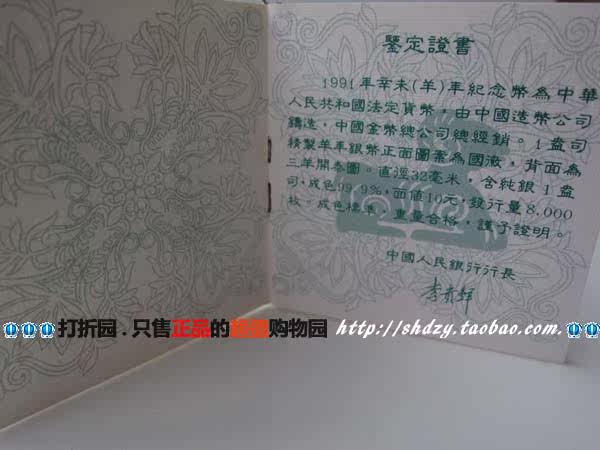 鑒定證書
1991年辛未(羊)年紀念幣為中華
人民共和國法定貨幣，由中國造幣公司
鑄造，中國金幣總公司總經銷。1盎司
精製羊年銀幣正面圖案為國徽，背面為
三羊開泰圖。直徑32毫米，含純銀1盎
司，成色99.9%，面值10元，發行量8,000
枚。成色標準，重量合格，謹予證明。
中國人民銀行行長
李貴鮮
打折园．只售正品的超值购物园 http://shdzy.taobao.com.